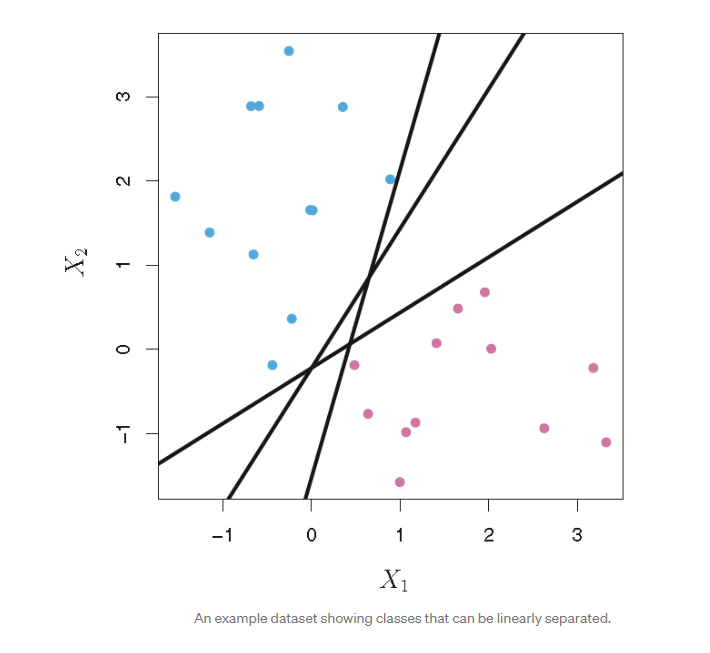 3
2
1
0
−1
X2
−1 0 1 2 3
X1
An example dataset showing classes that can be linearly separated.